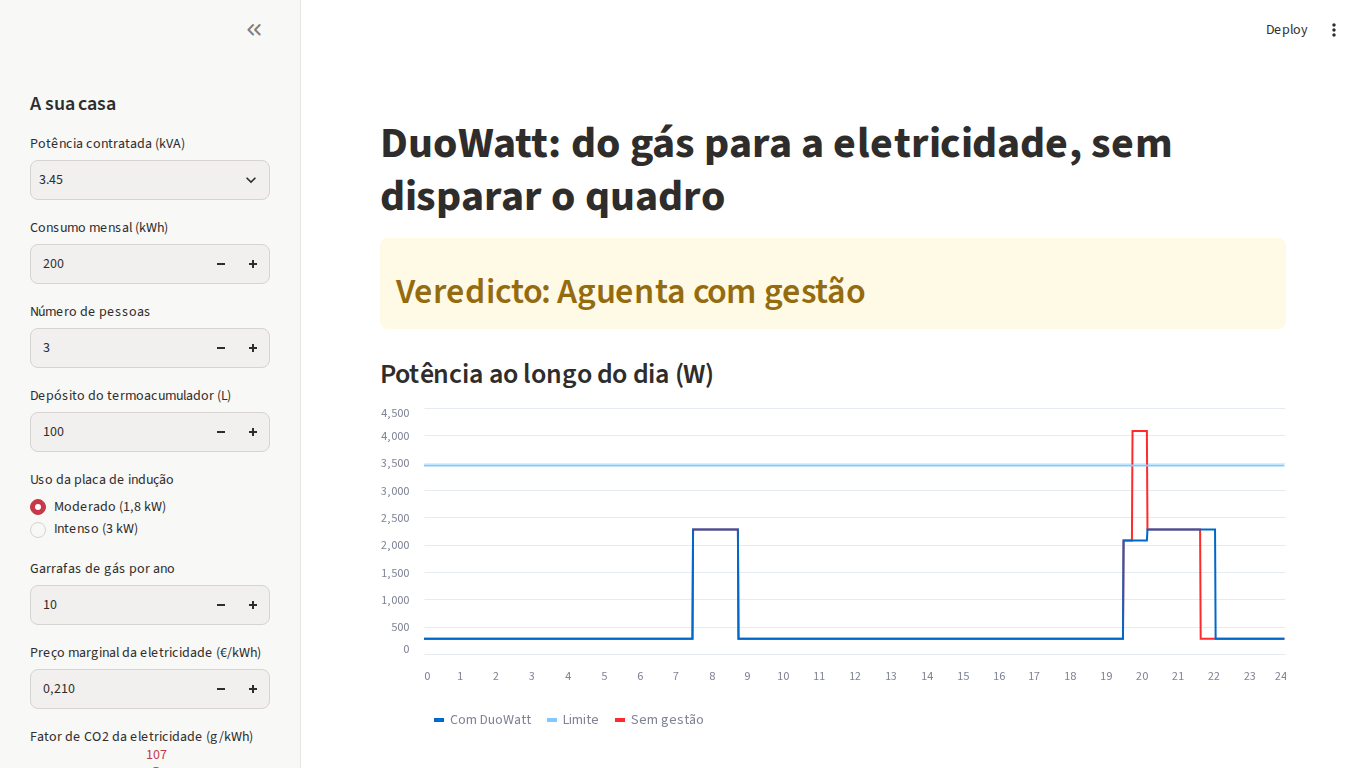 Deploy
A sua casa
Potência contratada (kVA)
3.45
Consumo mensal (kWh)
200
Número de pessoas
3
Depósito do termoacumulador (L)
100
Uso da placa de indução
Moderado (1,8 kW)
Intenso (3 kW)
Garrafas de gás por ano
10
Preço marginal da eletricidade (€/kWh)
0,210
Fator de CO2 da eletricidade (g/kWh)
107
DuoWatt: do gás para a eletricidade, sem
disparar o quadro
Veredicto: Aguenta com gestão
Potência ao longo do dia (W)
4,500
4,000
3,500
3,000
2,500
2,000
1,500
1,000
500
0
0 1 2 3 4 5 6 7 8 9 10 11 12 13 14 15 16 17 18 19 20 21 22 23 24
Com DuoWatt Limite Sem gestão